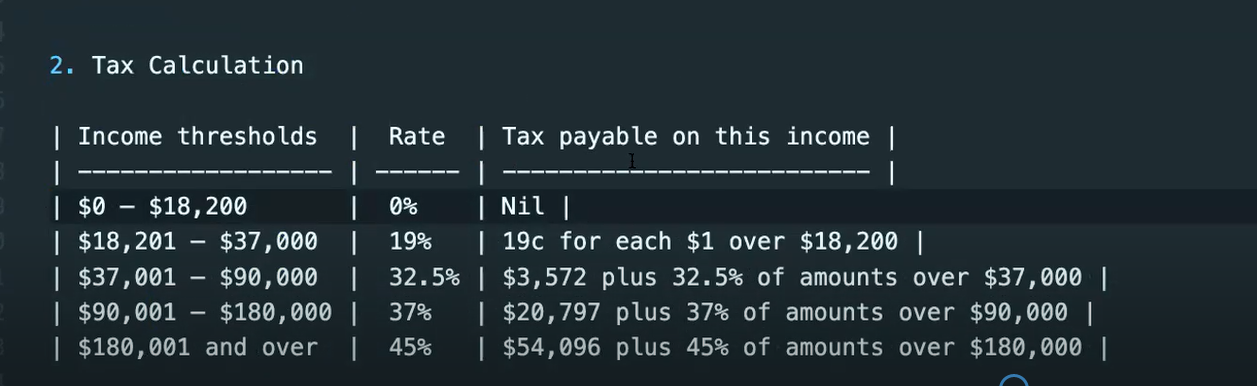 2. Tax Calculation
| Income thresholds | Rate | Tax payable on this income |
| ------------------ | ------ | -------------------------- |
| $0 – $18,200 | 0% | Nil |
| $18,201 – $37,000 | 19% | 19c for each $1 over $18,200 |
| $37,001 – $90,000 | 32.5% | $3,572 plus 32.5% of amounts over $37,000 |
| $90,001 – $180,000 | 37% | $20,797 plus 37% of amounts over $90,000 |
| $180,001 and over | 45% | $54,096 plus 45% of amounts over $180,000 |